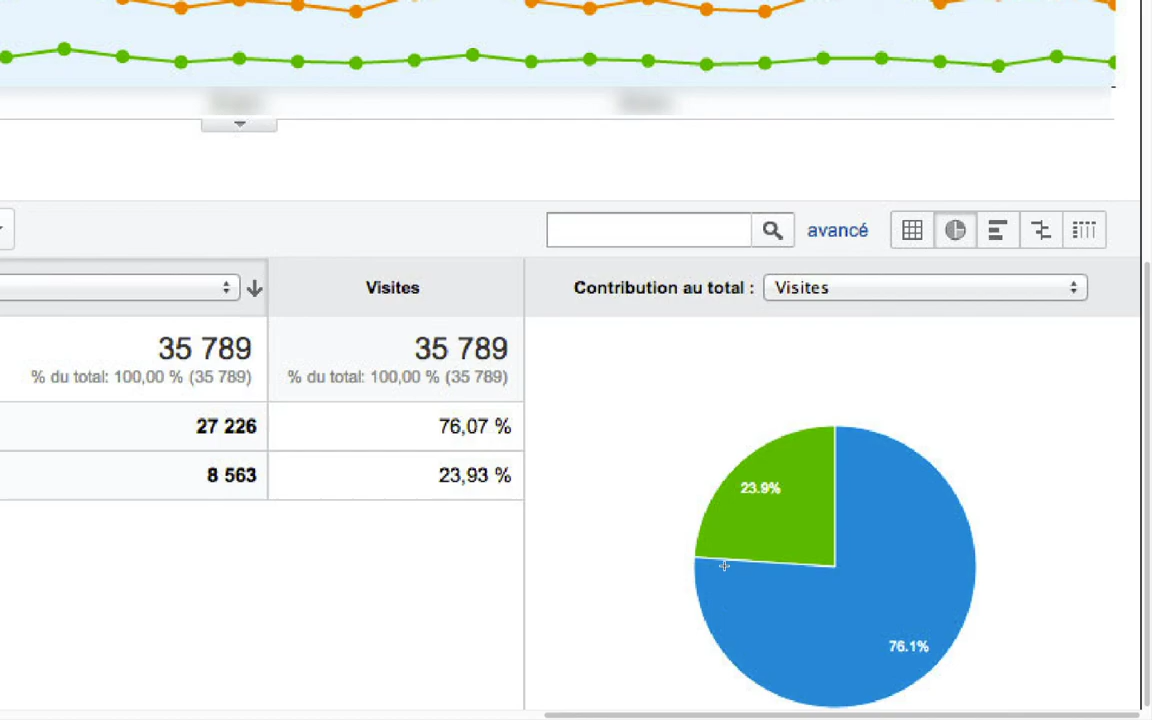 avancé
Visites
Contribution au total :
Visites
35 789
% du total: 100,00 % (35 789)
35 789
% du total: 100,00 % (35 789)
27 226
76,07 %
8 563
23,93 %
23.9%
76.1%